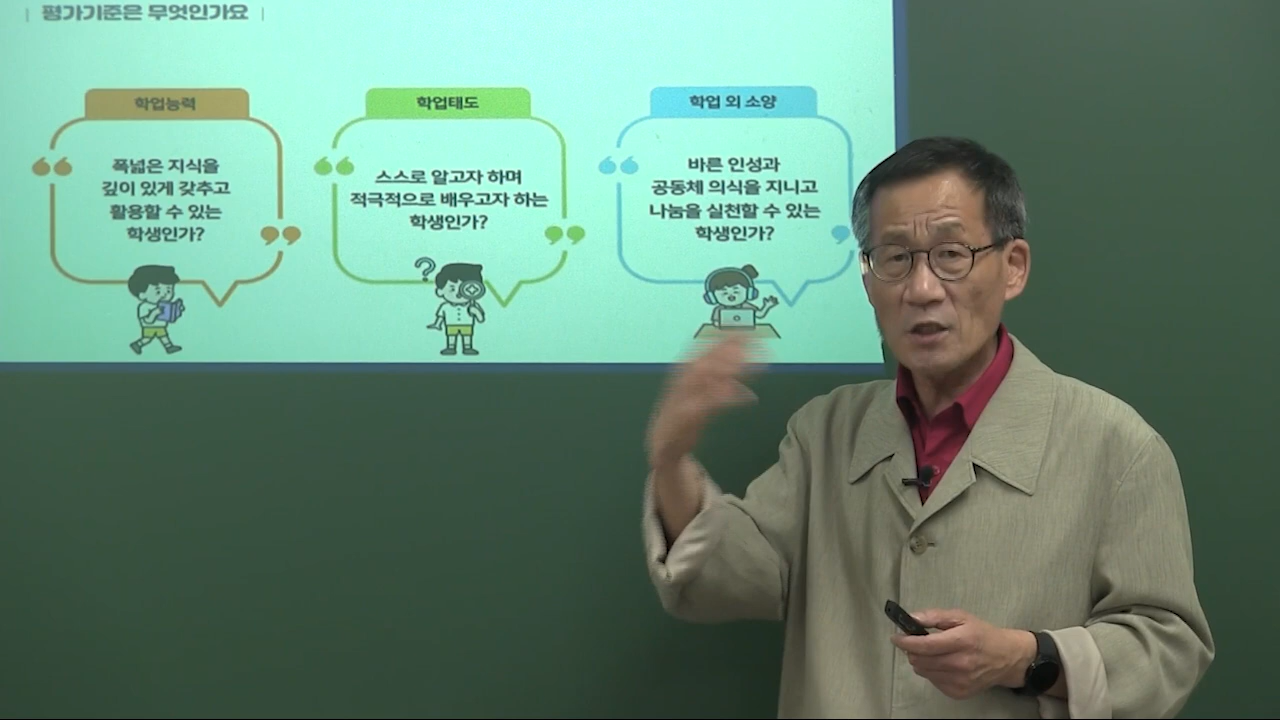 평가기준은 무엇인가요
학업능력
폭넓은 지식을
깊이 있게 갖추고
활용할 수 있는
학생인가?
학업태도
스스로 알고자 하며
적극적으로 배우고자 하는
학생인가?
학업 외 소양
바른 인성과
공동체 의식을 지니고
나눔을 실천할 수 있는
학생인가?